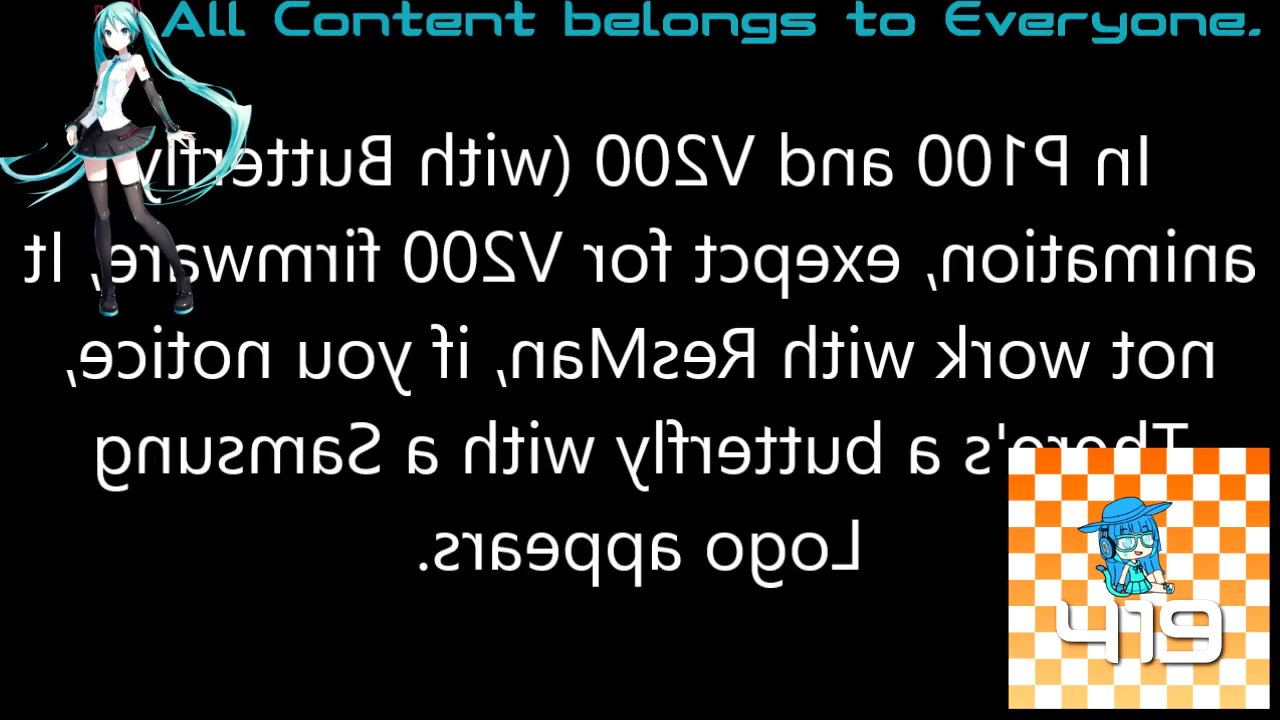 All Content belongs to Everyone.
In P100 and V200 (with Butterfly
animation, exepct for V200 firmware, It
not work with ResMan, if you notice,
There's a butterfly with a Samsung
Logo appears.
419